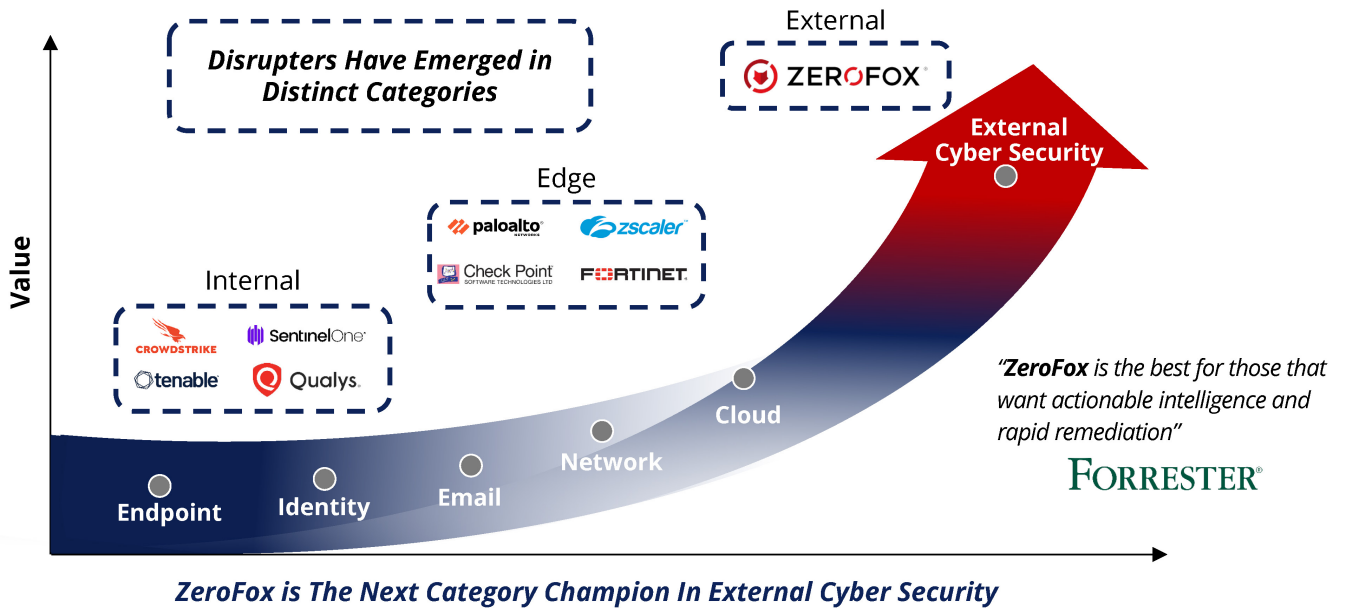 External
Disrupters Have Emerged in
Distinct Categories
ZEROFOX®
External
Cyber Security
Edge
paloalto®
NETWORKS
zscaler™
Check Point®
SOFTWARE TECHNOLOGIES LTD
FORTINET®
Value
Internal
CROWDSTRIKE
SentinelOne®
tenable®
Qualys®
“ZeroFox is the best for those that
want actionable intelligence and
rapid remediation”
FORRESTER®
Cloud
Network
Email
Identity
Endpoint
ZeroFox is The Next Category Champion In External Cyber Security